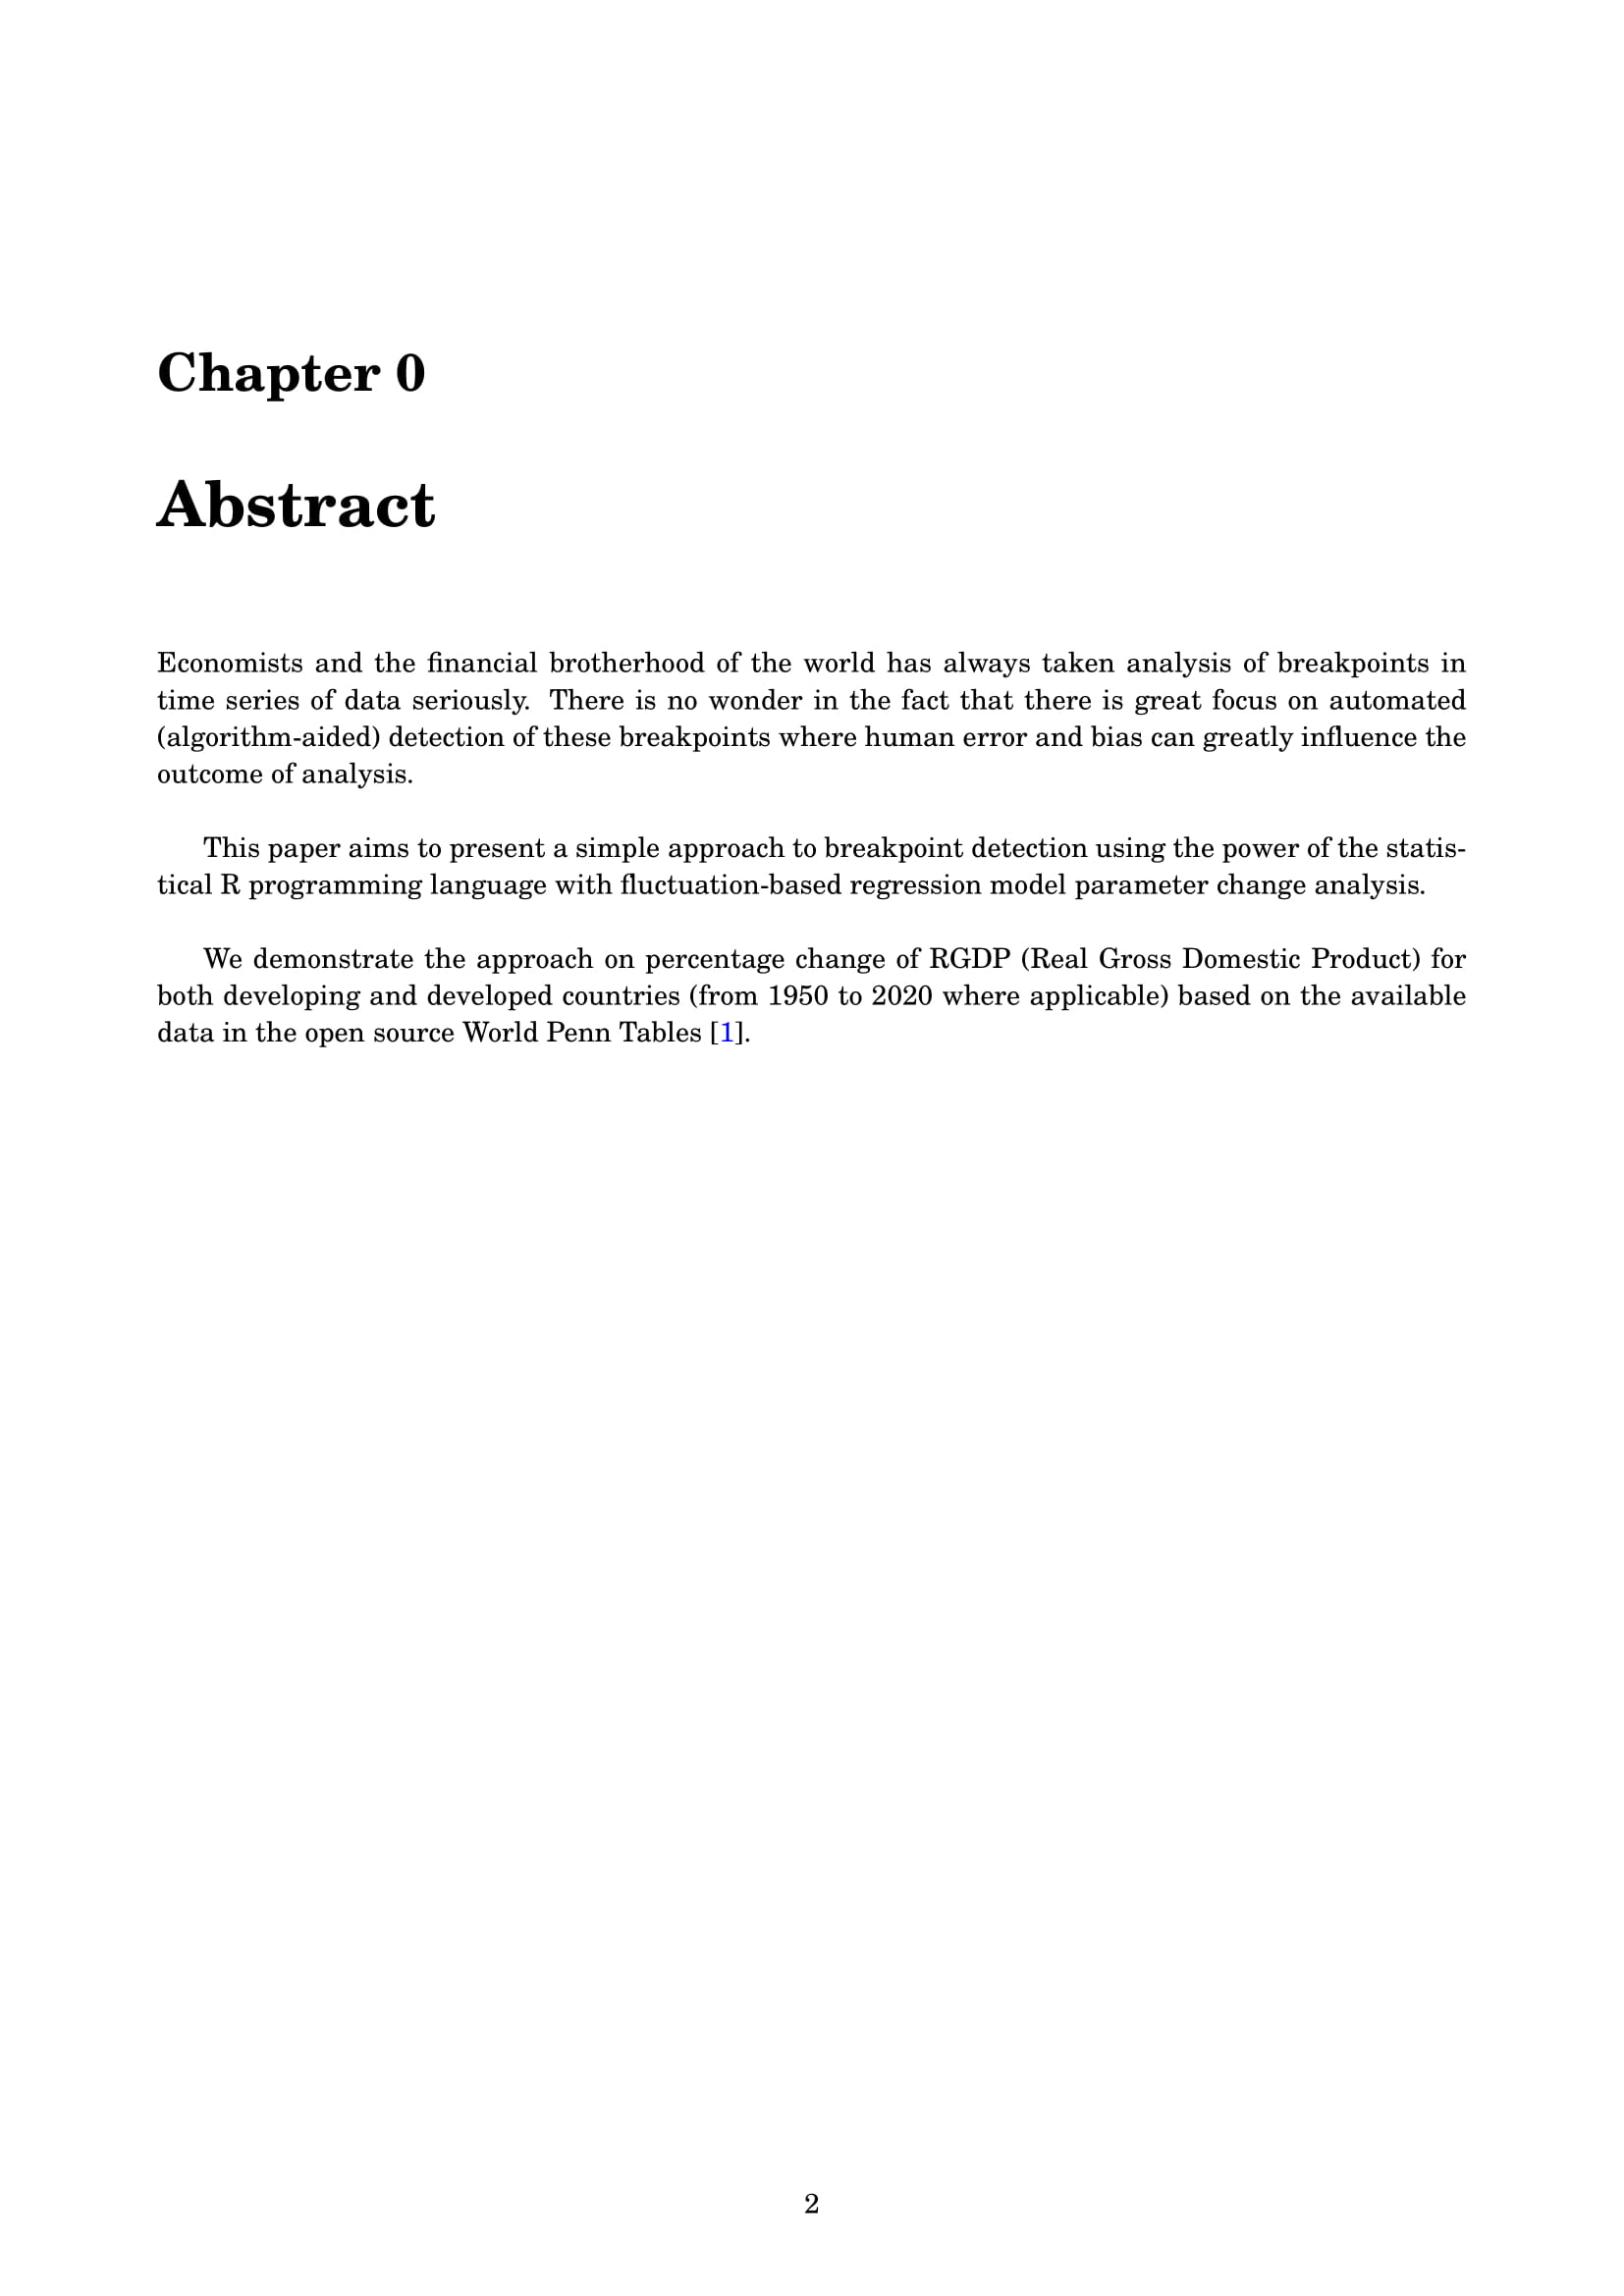 Chapter 0
Abstract
Economists and the financial brotherhood of the world has always taken analysis of breakpoints in
time series of data seriously. There is no wonder in the fact that there is great focus on automated
(algorithm-aided) detection of these breakpoints where human error and bias can greatly influence the
outcome of analysis.
This paper aims to present a simple approach to breakpoint detection using the power of the statis-
tical R programming language with fluctuation-based regression model parameter change analysis.
We demonstrate the approach on percentage change of RGDP (Real Gross Domestic Product) for
both developing and developed countries (from 1950 to 2020 where applicable) based on the available
data in the open source World Penn Tables [1].
2